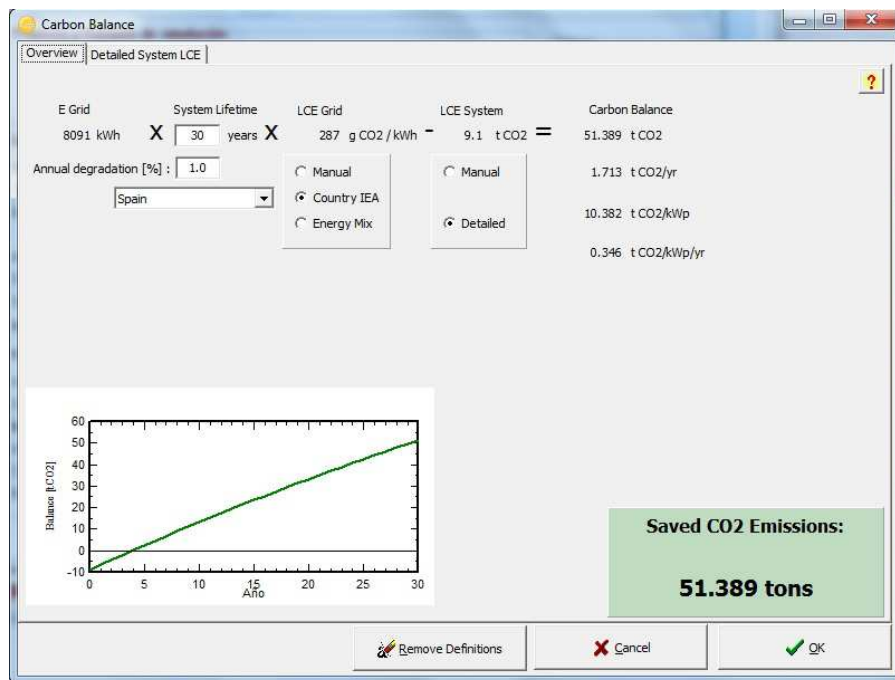 Carbon Balance
Overview Detailed System LCE
?
E Grid System Lifetime LCE Grid LCE System Carbon Balance
8091 kWh X 30 years X 287 g CO2 / kWh - 9.1 t CO2 = 51.389 t CO2
Annual degradation [%] : 1.0 Manual Manual 1.713 t CO2/yr
Spain Country IEA
10.382 t CO2/kWp
Energy Mix Detailed
0.346 t CO2/kWp/yr
60
50
40
30
20
10
0
-10
Balance [tCO2]
0 5 10 15 20 25 30
Año
Saved CO2 Emissions:
51.389 tons
Remove Definitions Cancel OK